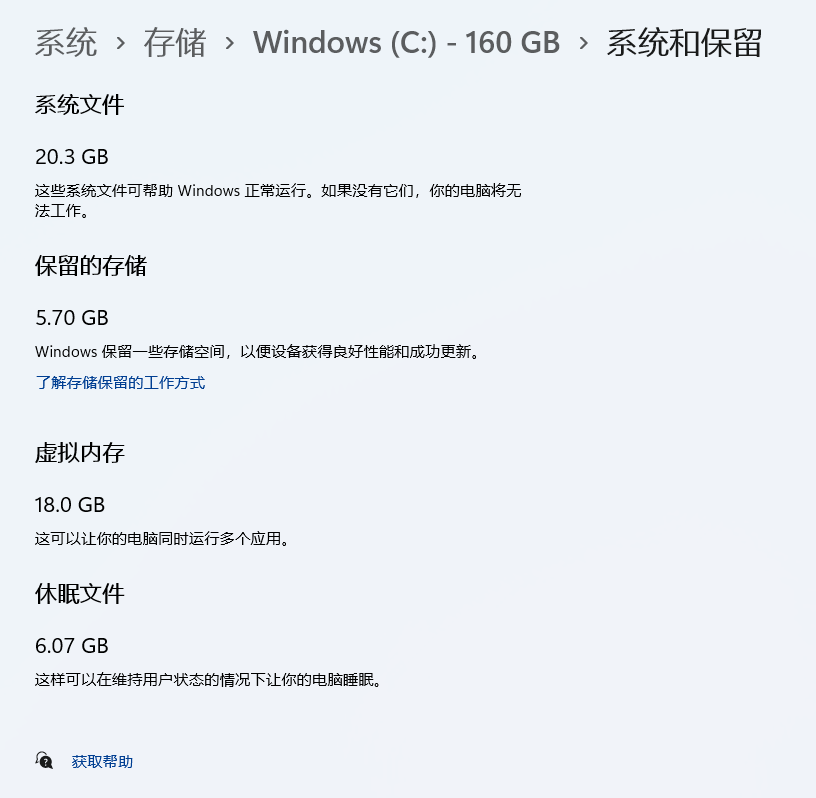 系统 › 存储 › Windows (C:) - 160 GB › 系统和保留
系统文件
20.3 GB
这些系统文件可帮助 Windows 正常运行。如果没有它们，你的电脑将无
法工作。
保留的存储
5.70 GB
Windows 保留一些存储空间，以便设备获得良好性能和成功更新。
了解存储保留的工作方式
虚拟内存
18.0 GB
这可以让你的电脑同时运行多个应用。
休眠文件
6.07 GB
这样可以在维持用户状态的情况下让你的电脑睡眠。
获取帮助